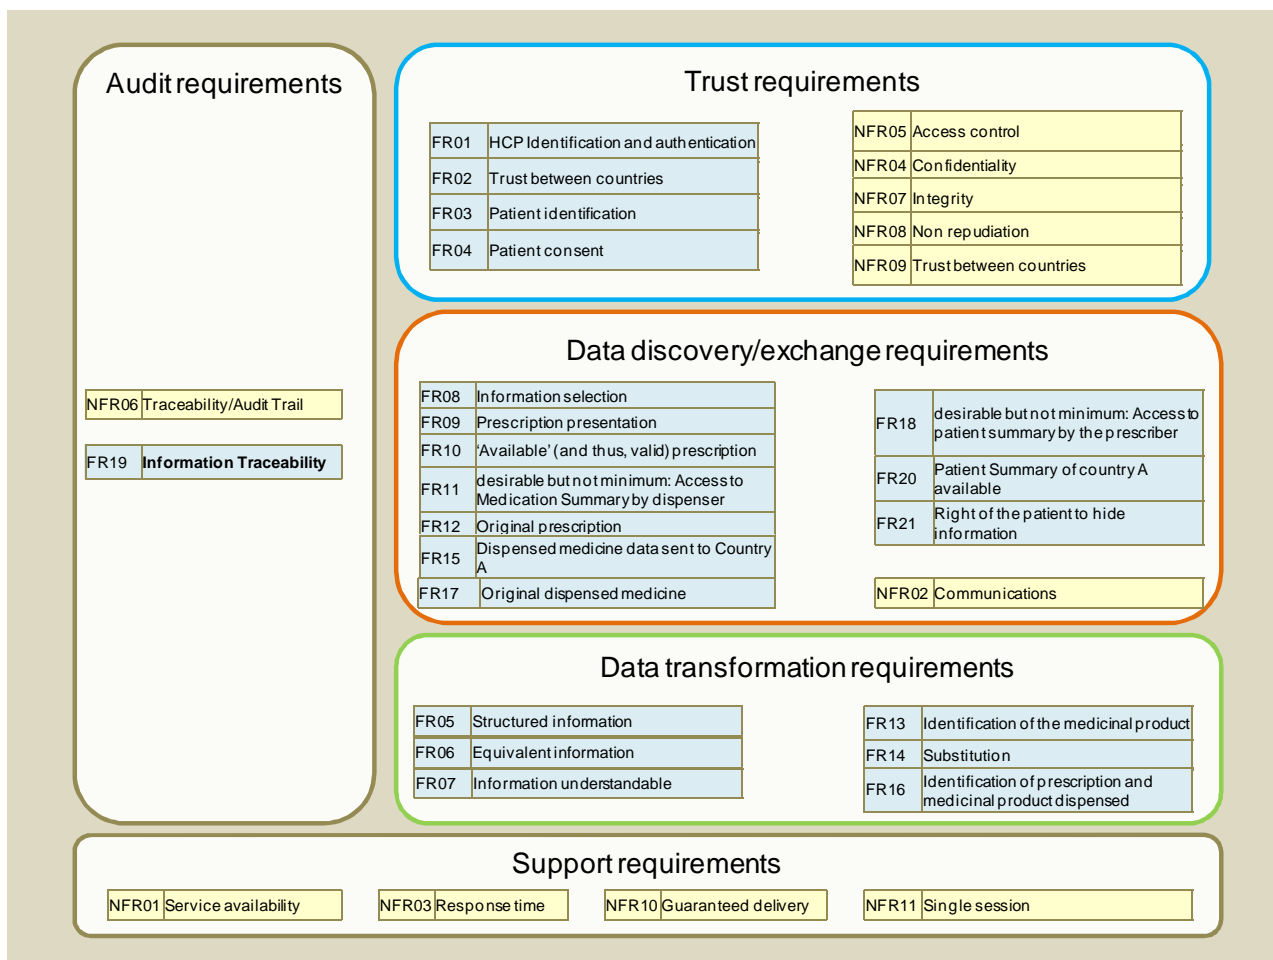 Audit requirements
NFR06 Traceability/Audit Trail
FR19 Information Traceability
Trust requirements
FR01 HCP Identification and authentication
FR02 Trust between countries
FR03 Patient identification
FR04 Patient consent
NFR05 Access control
NFR04 Confidentiality
NFR07 Integrity
NFR08 Non repudiation
NFR09 Trust between countries
Data discovery/exchange requirements
FR08 Information selection
FR09 Prescription presentation
FR10 ‘Available’ (and thus, valid) prescription
FR11 desirable but not minimum: Access to
Medication Summary by dispenser
FR12 Original prescription
FR15 Dispensed medicine data sent to Country
A
FR17 Original dispensed medicine
FR18 desirable but not minimum: Access to
patient summary by the prescriber
FR20 Patient Summary of country A
available
FR21 Right of the patient to hide
information
NFR02 Communications
Data transformation requirements
FR05 Structured information
FR06 Equivalent information
FR07 Information understandable
FR13 Identification of the medicinal product
FR14 Substitution
FR16 Identification of prescription and
medicinal product dispensed
Support requirements
NFR01 Service availability
NFR03 Response time
NFR10 Guaranteed delivery
NFR11 Single session